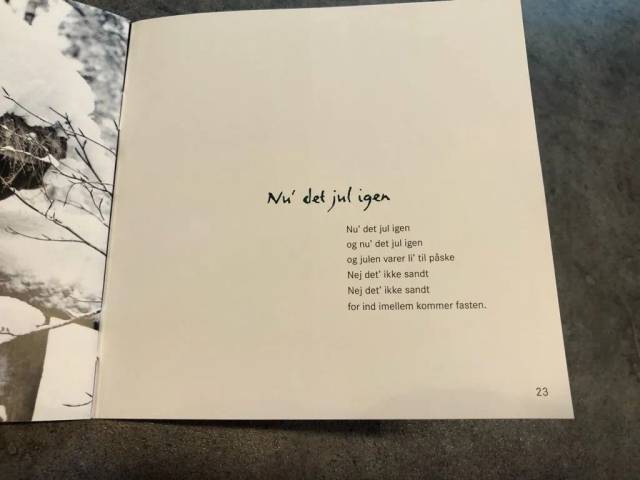 Nu' det jul igen
Nu' det jul igen
og nu' det jul igen
og julen varer li' til påske
Nej det' ikke sandt
Nej det' ikke sandt
for ind imellem kommer fasten.
23